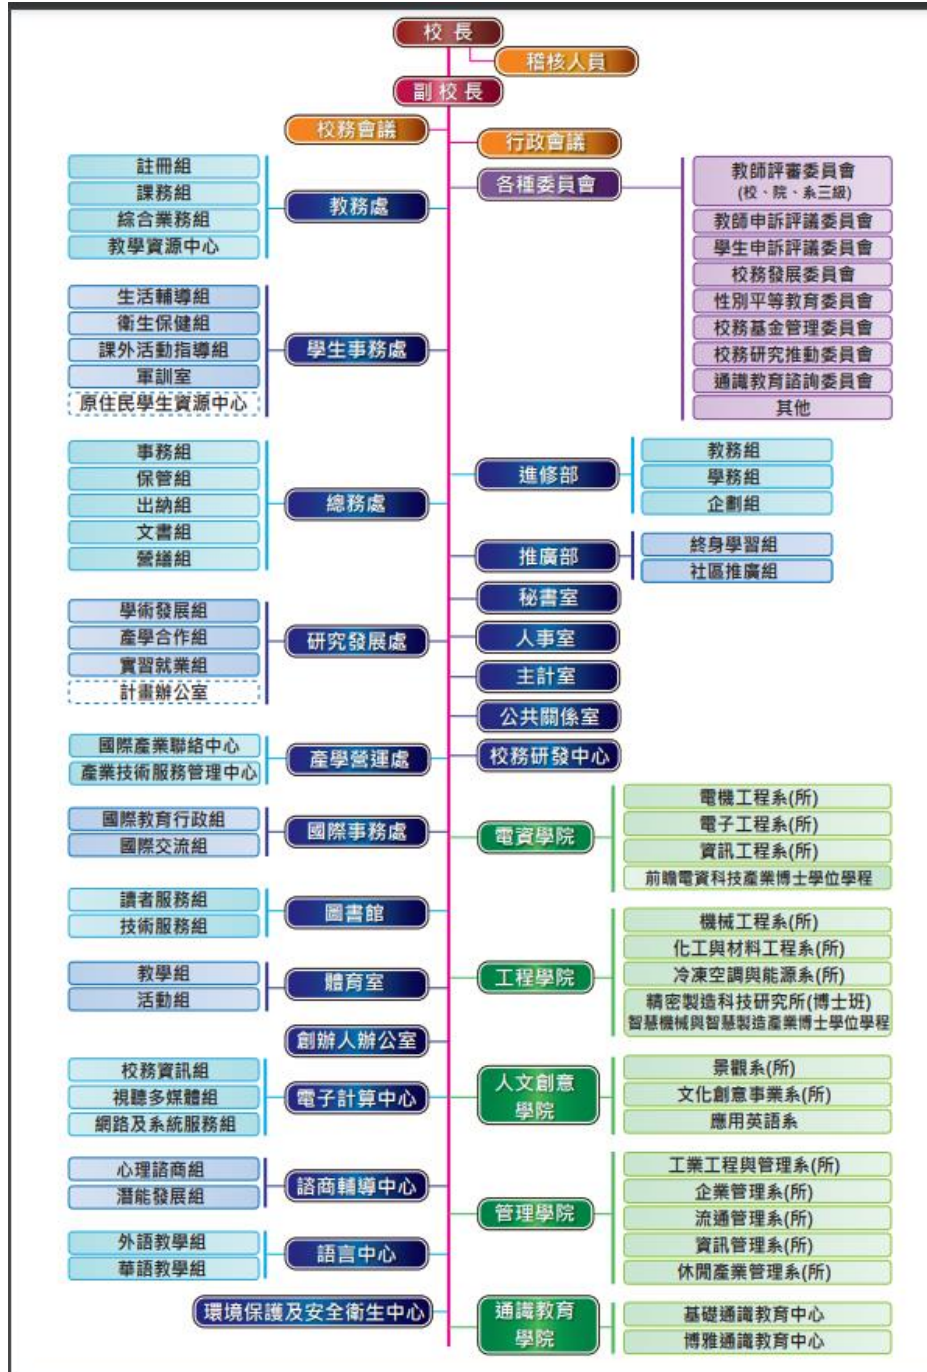 校長
稽核人員
副校長
校務會議
行政會議
註冊組
課務組
綜合業務組
教學資源中心
教務處
各種委員會
教師評審委員會
(校、院、系三級)
教師申訴評議委員會
學生申訴評議委員會
校務發展委員會
性別平等教育委員會
校務基金管理委員會
校務研究推動委員會
通識教育諮詢委員會
其他
生活輔導組
衛生保健組
課外活動指導組
軍訓室
原住民學生資源中心
學生事務處
事務組
保管組
出納組
文書組
營繕組
總務處
進修部
教務組
學務組
企劃組
推廣部
終身學習組
社區推廣組
秘書室
人事室
主計室
公共關係室
校務研發中心
學術發展組
產學合作組
實習就業組
計畫辦公室
研究發展處
國際產業聯絡中心
產業技術服務管理中心
產學營運處
國際教育行政組
國際交流組
國際事務處
電資學院
電機工程系(所)
電子工程系(所)
資訊工程系(所)
前瞻電資科技產業博士學位學程
讀者服務組
技術服務組
圖書館
教學組
活動組
體育室
工程學院
機械工程系(所)
化工與材料工程系(所)
冷凍空調與能源系(所)
精密製造科技研究所(博士班)
智慧機械與智慧製造產業博士學位學程
創辦人辦公室
校務資訊組
視聽多媒體組
網路及系統服務組
電子計算中心
人文創意
學院
景觀系(所)
文化創意事業系(所)
應用英語系
心理諮商組
潛能發展組
諮商輔導中心
管理學院
工業工程與管理系(所)
企業管理系(所)
流通管理系(所)
資訊管理系(所)
休閒產業管理系(所)
外語教學組
華語教學組
語言中心
環境保護及安全衛生中心
通識教育
學院
基礎通識教育中心
博雅通識教育中心